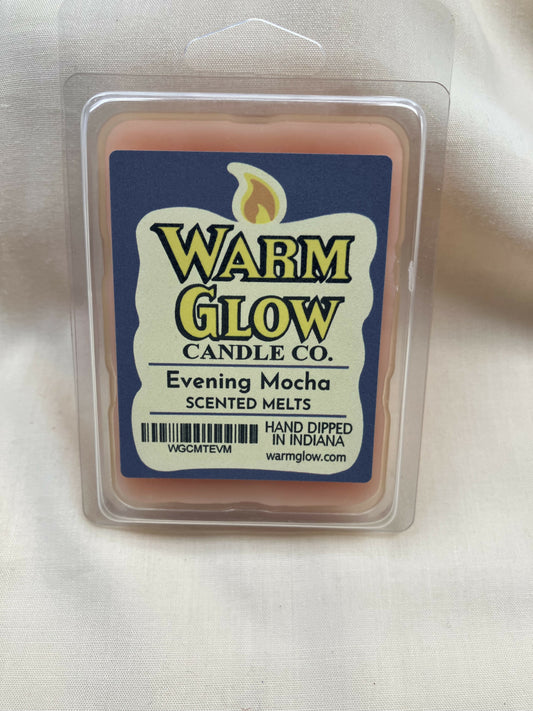 WARM
GLOW
CANDLE CO.
Evening Mocha
SCENTED MELTS
WGCMTEVM
HAND DIPPED
IN INDIANA
warmglow.com